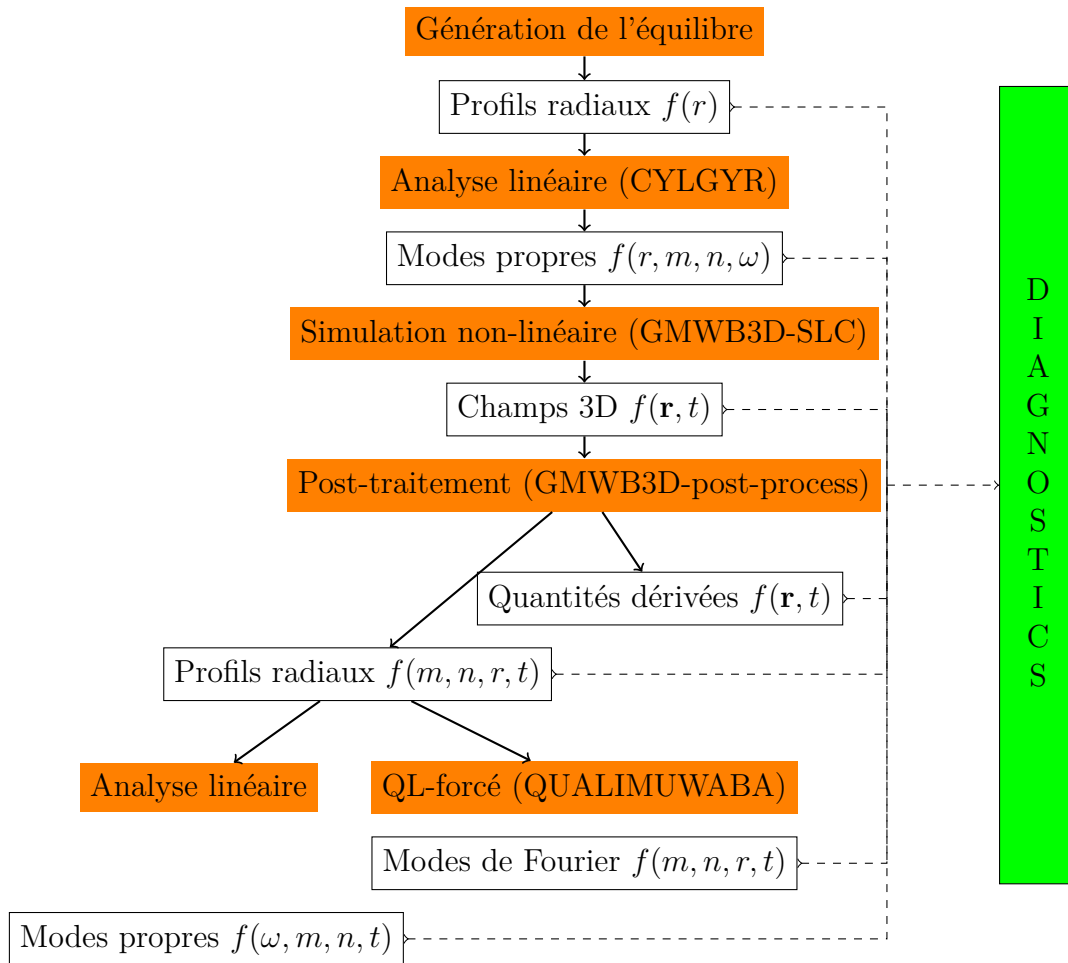 Génération de l'équilibre
Profils radiaux f(r)
Analyse linéaire (CYLGYR)
Modes propres f(r, m, n, ω)
Simulation non-linéaire (GMWB3D-SLC)
Champs 3D f(r, t)
Post-traitement (GMWB3D-post-process)
Quantités dérivées f(r, t)
Profils radiaux f(m, n, r, t)
Analyse linéaire
QL-forcé (QUALIMUWABA)
Modes de Fourier f(m, n, r, t)
Modes propres f(ω, m, n, t)
D
I
A
G
N
O
S
T
I
C
S